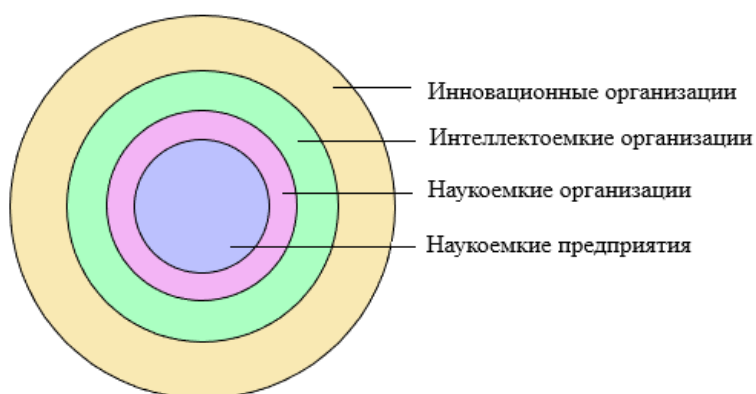 Инновационные организации
Интеллектоемкие организации
Наукоемкие организации
Наукоемкие предприятия